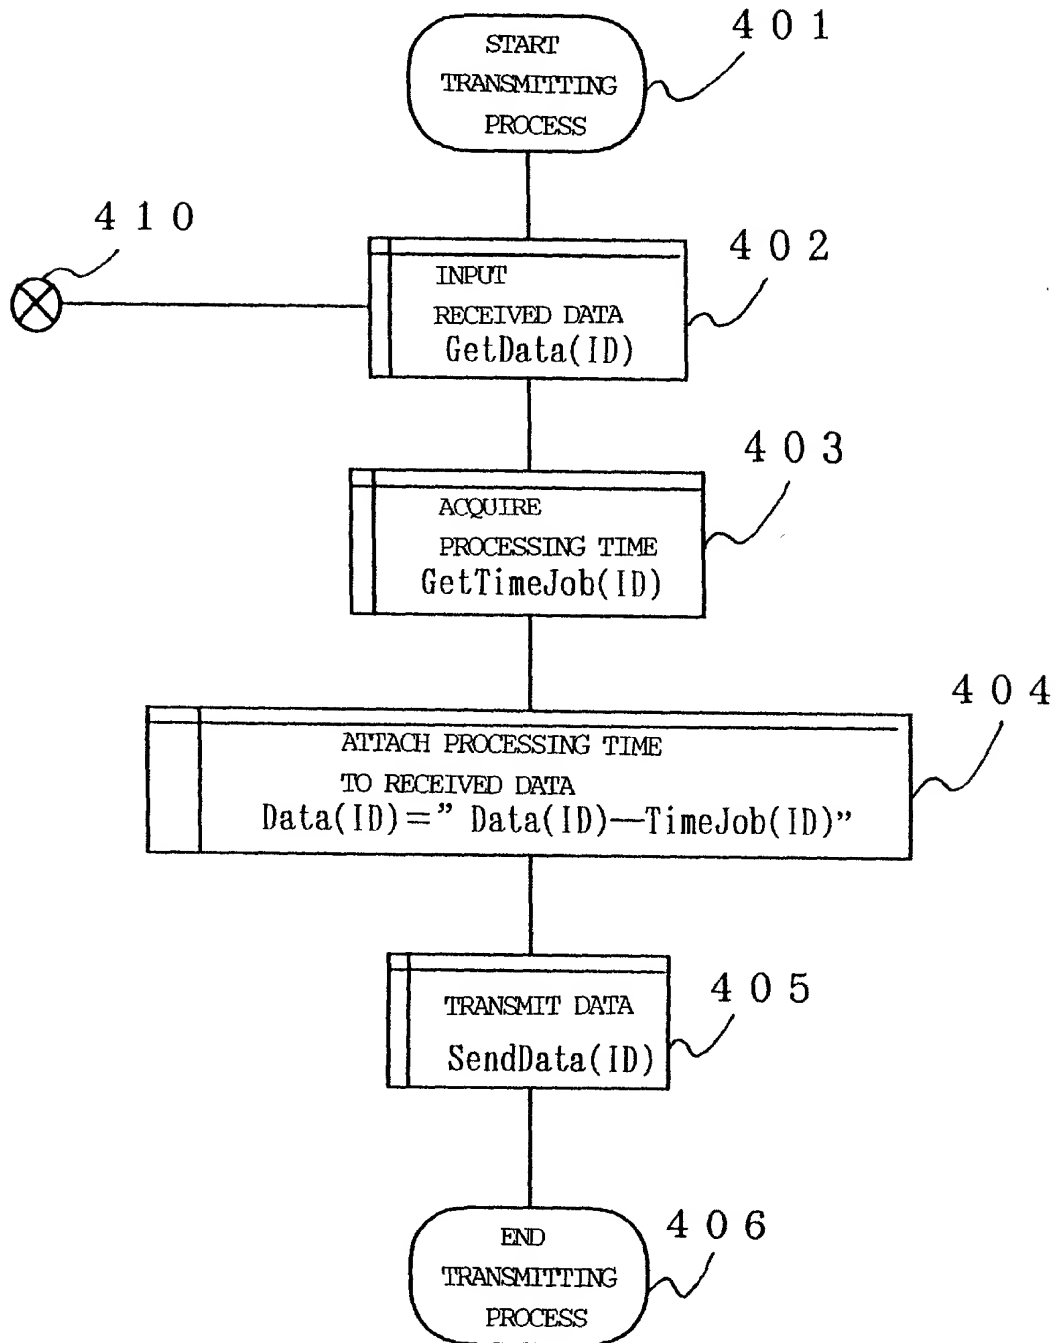 401
START
TRANSMITTING
PROCESS
410
402
INPUT
RECEIVED DATA
GetData(ID)
403
ACQUIRE
PROCESSING TIME
GetTimeJob(ID)
404
ATTACH PROCESSING TIME
TO RECEIVED DATA
Data(ID)=” Data(ID)—TimeJob(ID)”
405
TRANSMIT DATA
SendData(ID)
406
END
TRANSMITTING
PROCESS